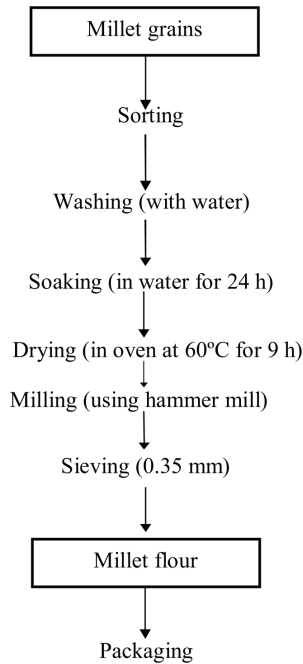 Millet grains
Sorting
Washing (with water)
Soaking (in water for 24 h)
Drying (in oven at 60ºC for 9 h)
Milling (using hammer mill)
Sieving (0.35 mm)
Millet flour
Packaging